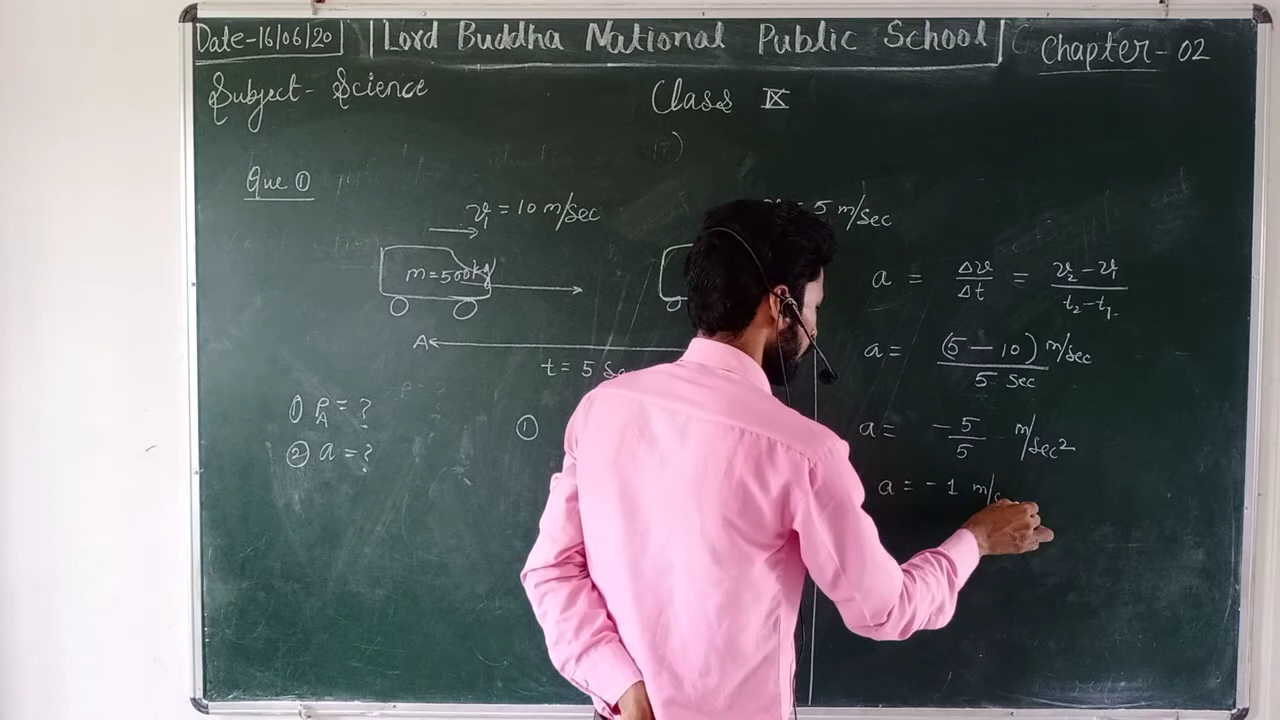 Date-16/06/20
Lord Buddha National Public School
Chapter-02
Subject- Science
Class IX
Que ①
v₁ = 10 m/sec
= 5 m/sec
m=500kg
A
t = 5 Se
① P_A = ?
② a = ?
①
a = Δv/Δt = (v₂-v₁)/(t₂-t₁)
a = (5-10) m/sec / 5 sec
a = -5/5 m/sec²
a = -1 m/s